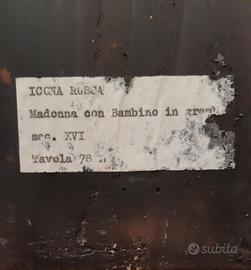 ICONA RUSSA
Madonna con Bambino in
sec. XVI
Tavola 78
subito